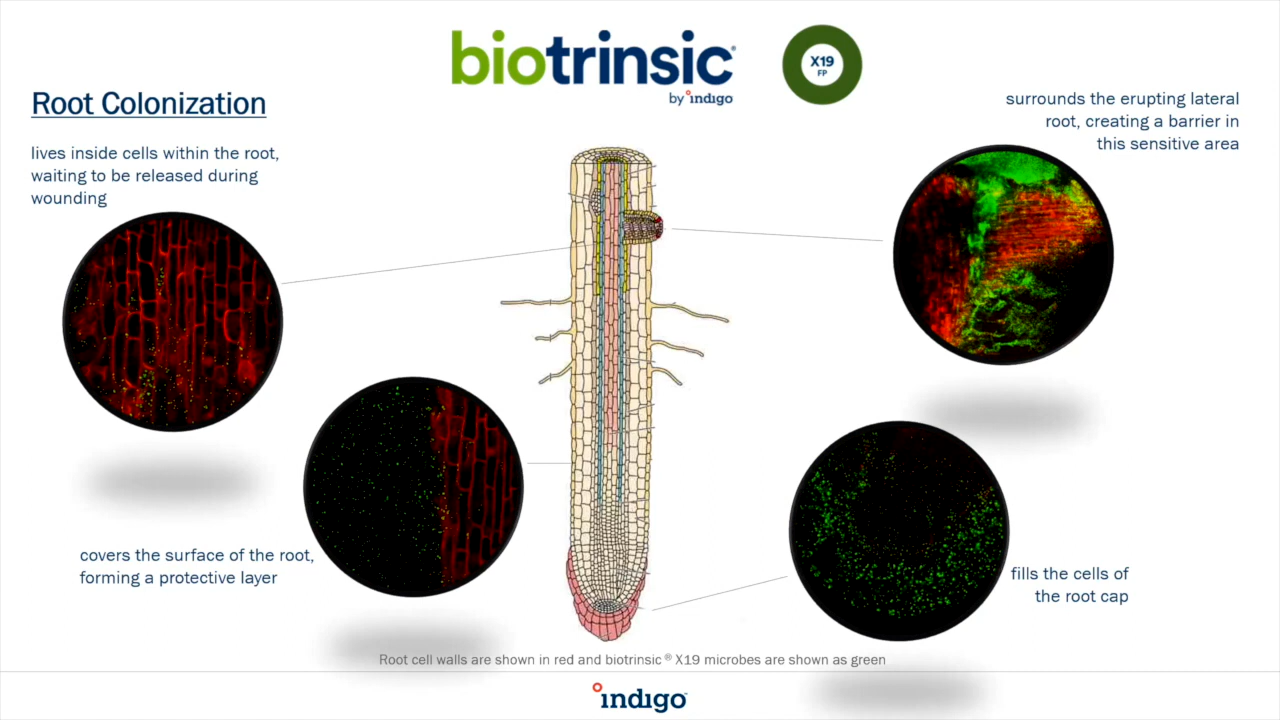 biotrinsic®
by indigo
X19
FP
Root Colonization
lives inside cells within the root,
waiting to be released during
wounding
surrounds the erupting lateral
root, creating a barrier in
this sensitive area
covers the surface of the root,
forming a protective layer
fills the cells of
the root cap
Root cell walls are shown in red and biotrinsic® X19 microbes are shown as green
indigo